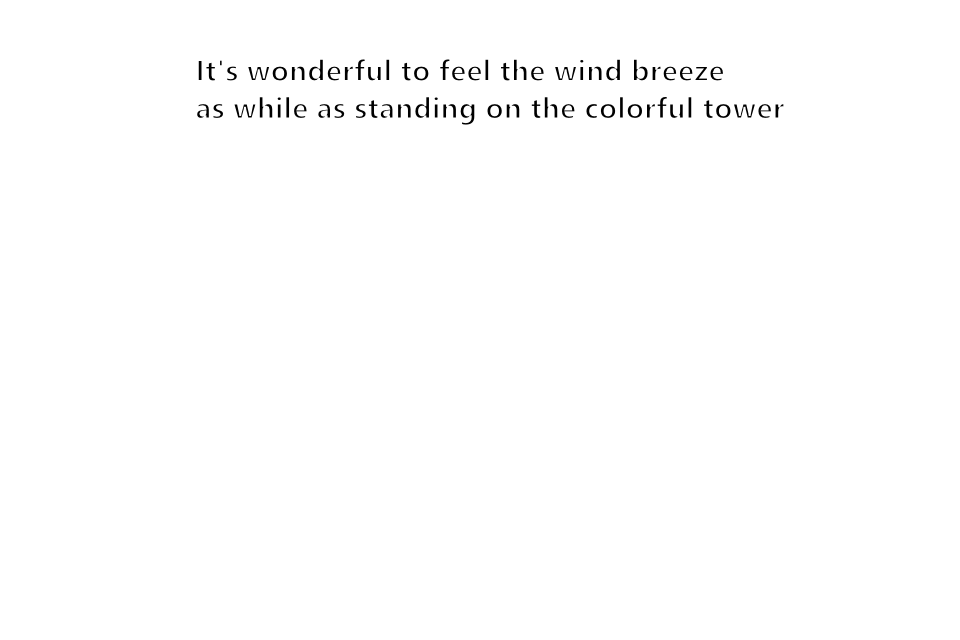 It's wonderful to feel the wind breeze
as while as standing on the colorful tower